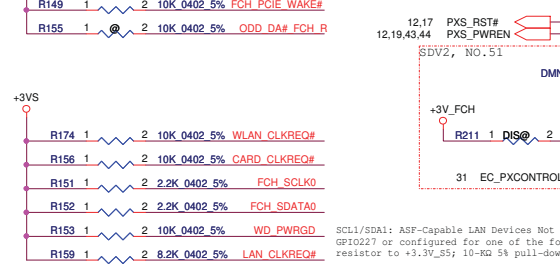 R149 1 2 10K_0402_5% FCH_PCIE_WAKE#
R155 1 @ 2 10K_0402_5% ODD_DA#_FCH_R
+3VS
R174 1 2 10K_0402_5% WLAN_CLKREQ#
R156 1 2 10K_0402_5% CARD_CLKREQ#
R151 1 2 2.2K_0402_5% FCH_SCLK0
R152 1 2 2.2K_0402_5% FCH_SDATA0
R153 1 2 10K_0402_5% WD_PWRGD
R159 1 2 8.2K_0402_5% LAN_CLKREQ#
12,17 PXS_RST#
12,19,43,44 PXS_PWREN
SDV2, NO.51
DMN
+3V_FCH
R211 1 DIS@ 2
31 EC_PXCONTROL
SCL1/SDA1: ASF-Capable LAN Devices Not
GPIO227 or configured for one of the fo
resistor to +3.3V_S5; 10-KΩ 5% pull-dow